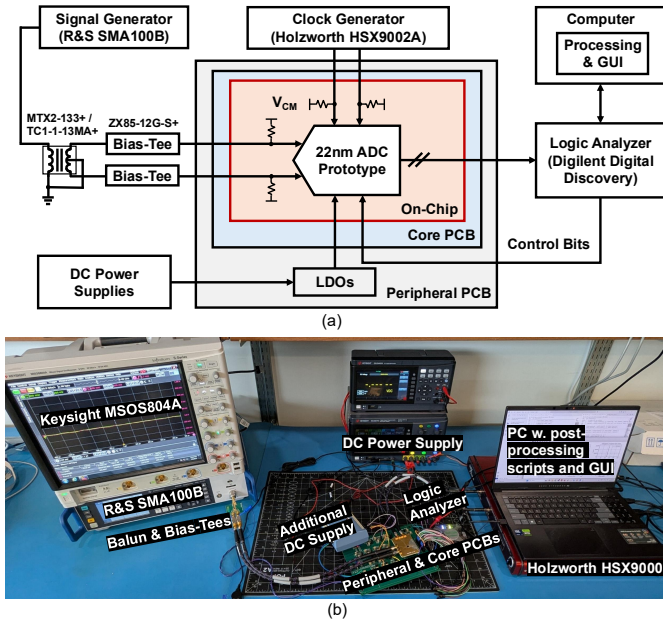 Signal Generator
(R&S SMA100B)
Clock Generator
(Holzworth HSX9002A)
Computer
Processing
& GUI
MTX2-133+ /
TC1-1-13MA+
ZX85-12G-S+
Bias-Tee
Bias-Tee
VCM
22nm ADC
Prototype
On-Chip
Core PCB
Logic Analyzer
(Digilent Digital
Discovery)
Control Bits
DC Power
Supplies
LDOs
Peripheral PCB
(a)
Keysight MSOS804A
R&S SMA100B
Balun & Bias-Tees
DC Power Supply
Additional
DC Supply
Logic
Analyzer
Peripheral & Core PCBs
PC w. post-
processing
scripts and GUI
Holzworth HSX9000
(b)